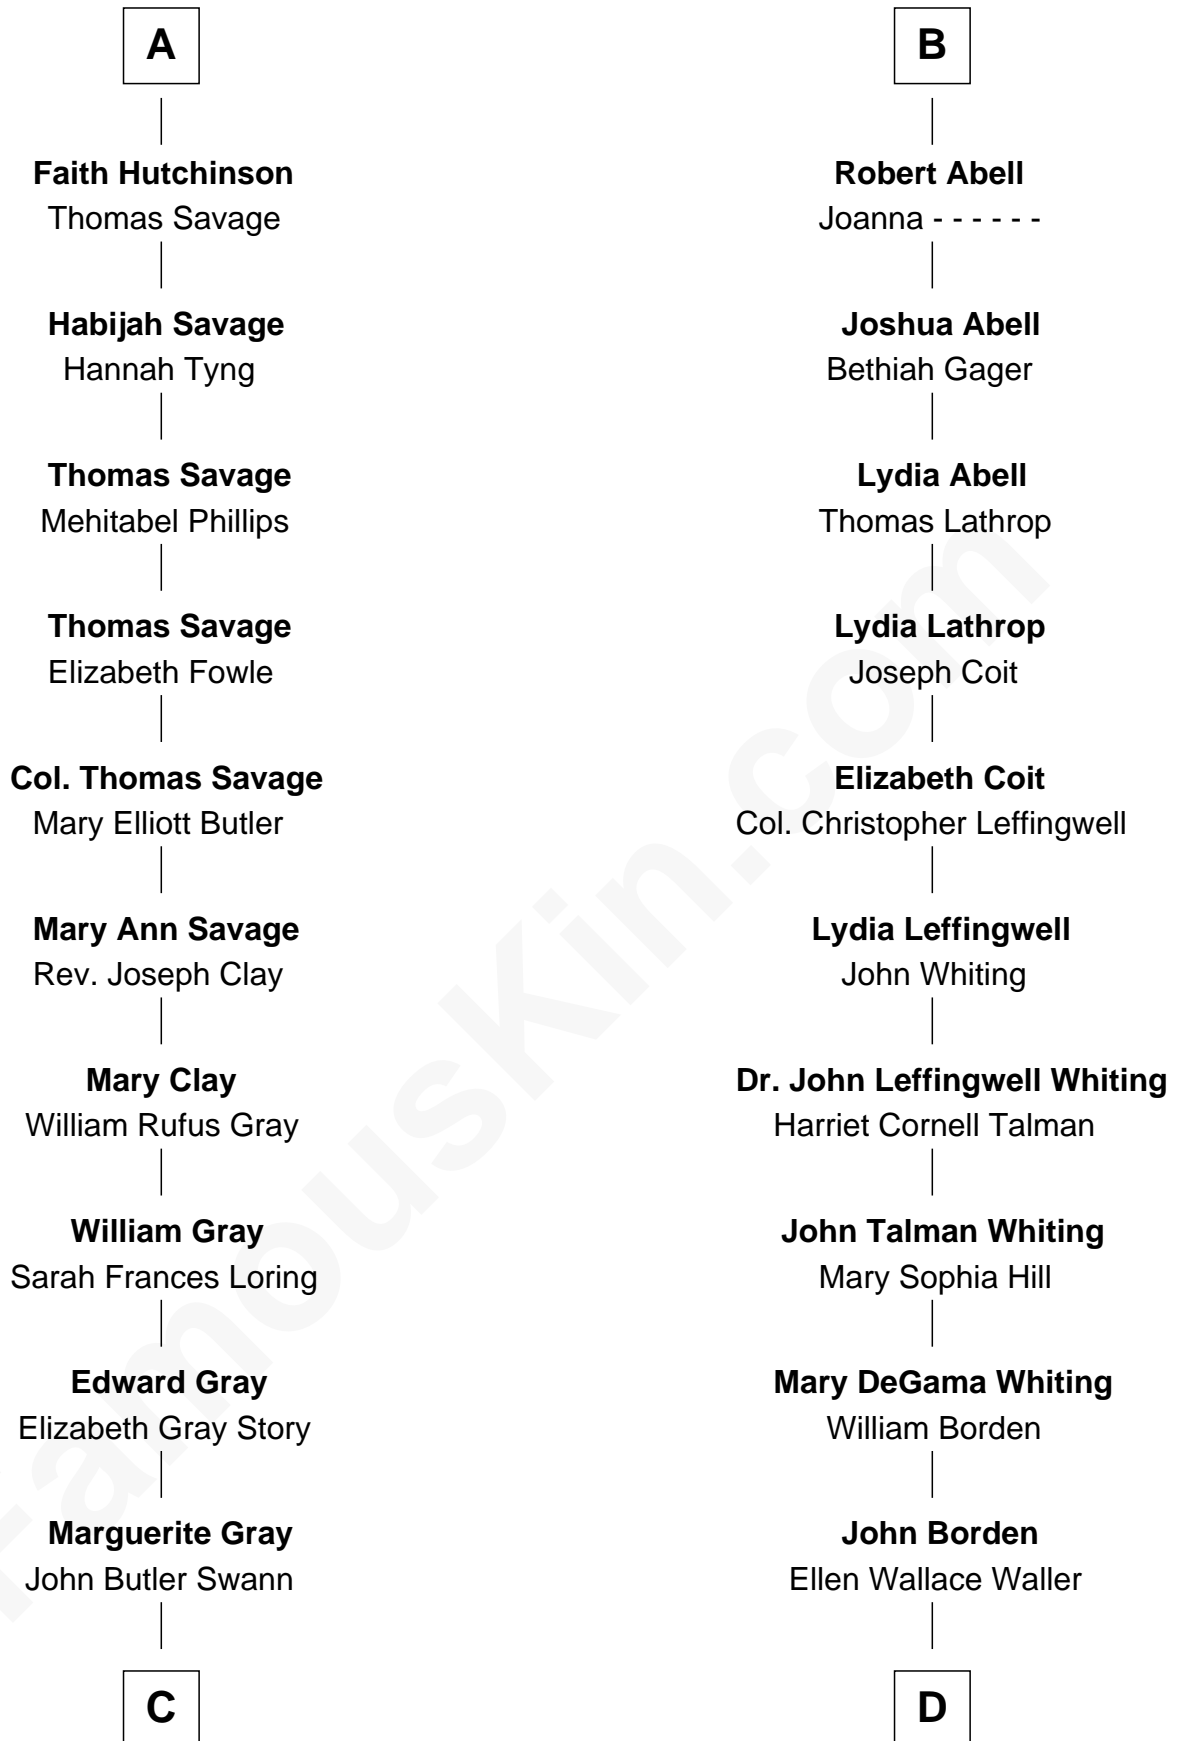 A
Faith Hutchinson
Thomas Savage
Habijah Savage
Hannah Tyng
Thomas Savage
Mehitabel Phillips
Thomas Savage
Elizabeth Fowle
Col. Thomas Savage
Mary Elliott Butler
Mary Ann Savage
Rev. Joseph Clay
Mary Clay
William Rufus Gray
William Gray
Sarah Frances Loring
Edward Gray
Elizabeth Gray Story
Marguerite Gray
John Butler Swann
C
B
Robert Abell
Joanna - - - - - -
Joshua Abell
Bethiah Gager
Lydia Abell
Thomas Lathrop
Lydia Lathrop
Joseph Coit
Elizabeth Coit
Col. Christopher Leffingwell
Lydia Leffingwell
John Whiting
Dr. John Leffingwell Whiting
Harriet Cornell Talman
John Talman Whiting
Mary Sophia Hill
Mary DeGama Whiting
William Borden
John Borden
Ellen Wallace Waller
D
FamousKin.com